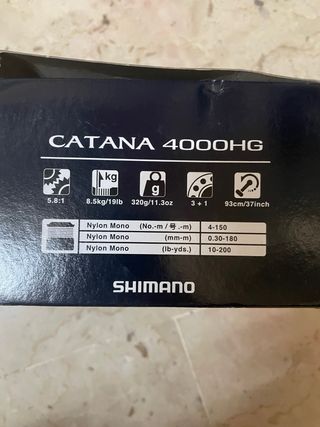 CATANA 4000HG
kg g
5.8:1 8.5kg/19lb 320g/11.3oz 3 + 1 93cm/37inch
Nylon Mono (No.-m / 号.-m) 4-150
Nylon Mono (mm-m) 0.30-180
Nylon Mono (lb-yds.) 10-200
SHIMANO